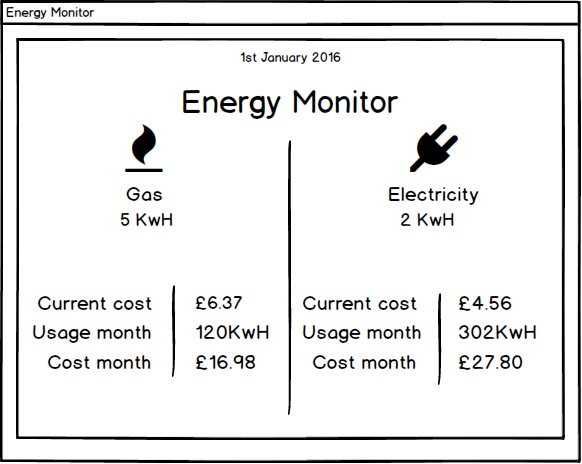 Energy Monitor
1st January 2016
Energy Monitor
Gas
5 KwH
Current cost £6.37
Usage month 120KwH
Cost month £16.98
Electricity
2 KwH
Current cost £4.56
Usage month 302KwH
Cost month £27.80